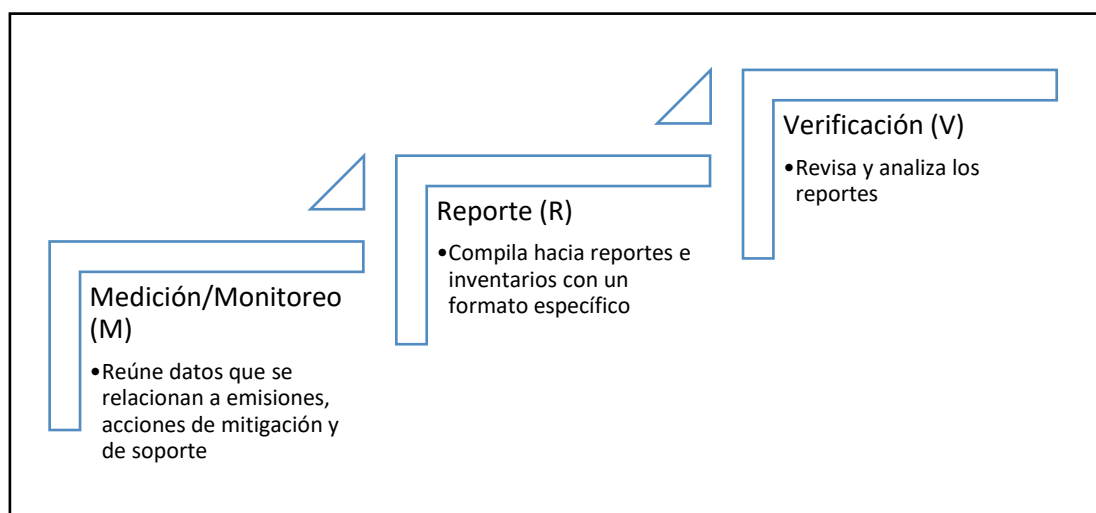 Medición/Monitoreo
(M)
•Reúne datos que se
relacionan a emisiones,
acciones de mitigación y
de soporte
Reporte (R)
•Compila hacia reportes e
inventarios con un
formato específico
Verificación (V)
•Revisa y analiza los
reportes